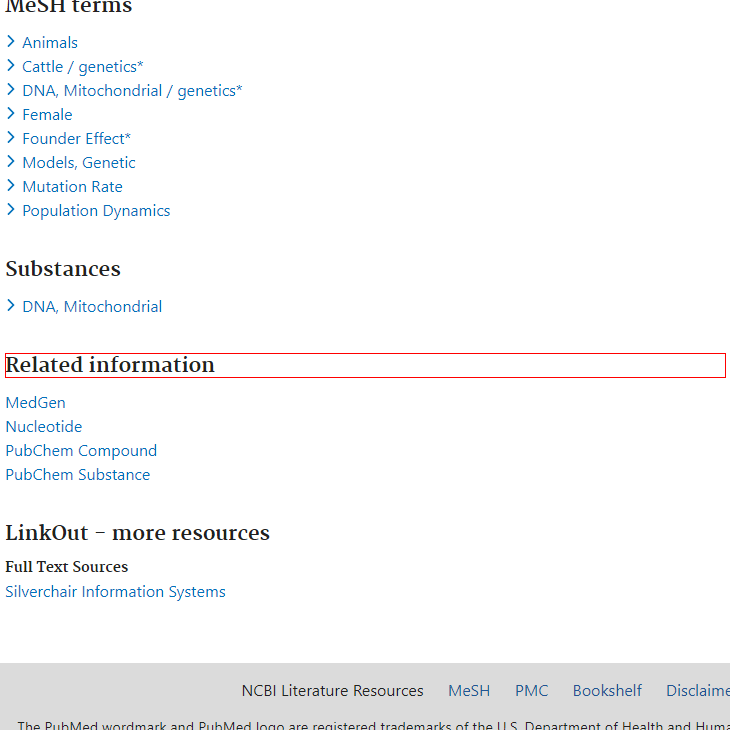 MeSH terms
Animals
Cattle / genetics*
DNA, Mitochondrial / genetics*
Female
Founder Effect*
Models, Genetic
Mutation Rate
Population Dynamics
Substances
DNA, Mitochondrial
Related information
MedGen
Nucleotide
PubChem Compound
PubChem Substance
LinkOut – more resources
Full Text Sources
Silverchair Information Systems
NCBI Literature Resources MeSH PMC Bookshelf Disclaime
The PubMed wordmark and PubMed logo are registered trademarks of the U.S. Department of Health and Huma